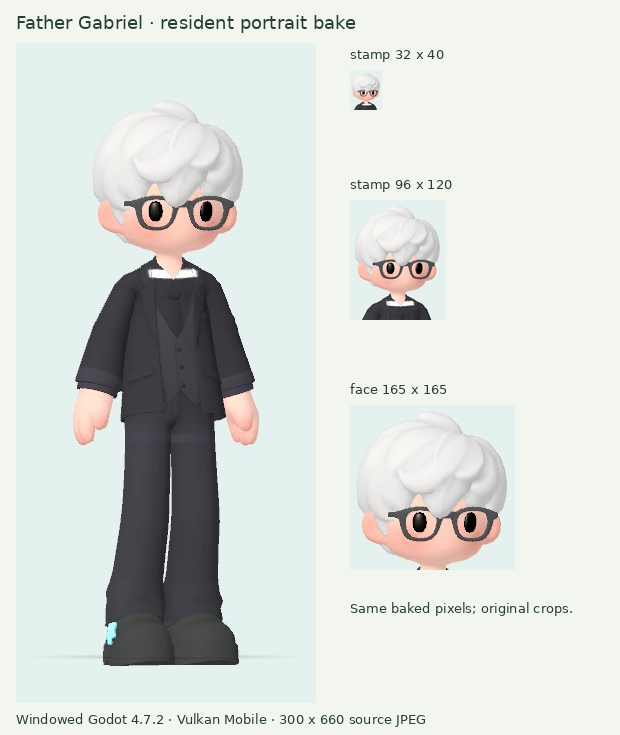 Father Gabriel · resident portrait bake
stamp 32 x 40
stamp 96 x 120
face 165 x 165
Same baked pixels; original crops.
Windowed Godot 4.7.2 · Vulkan Mobile · 300 x 660 source JPEG